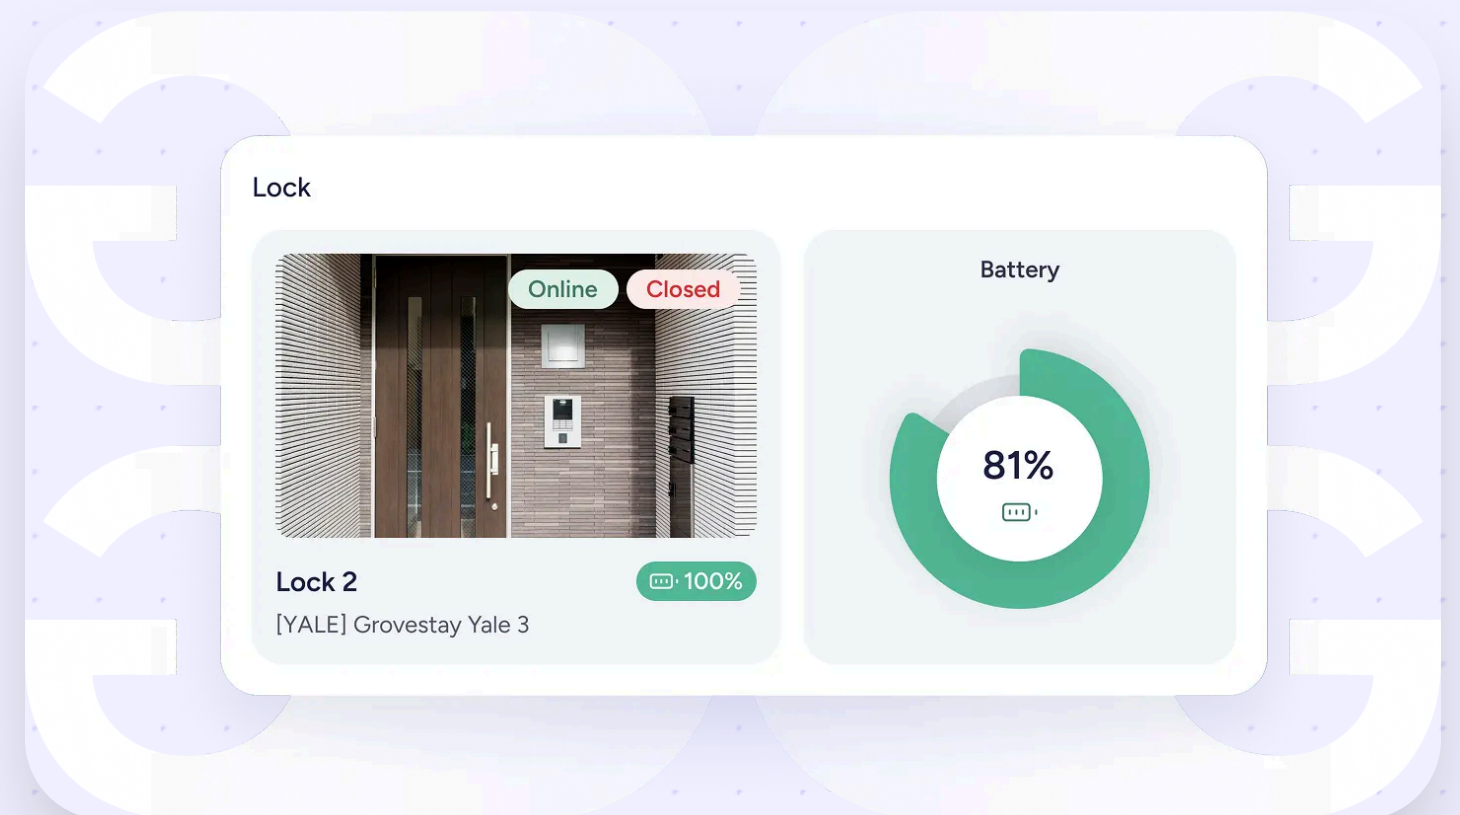 Lock
Online
Closed
Lock 2
100%
[YALE] Grovestay Yale 3
Battery
81%